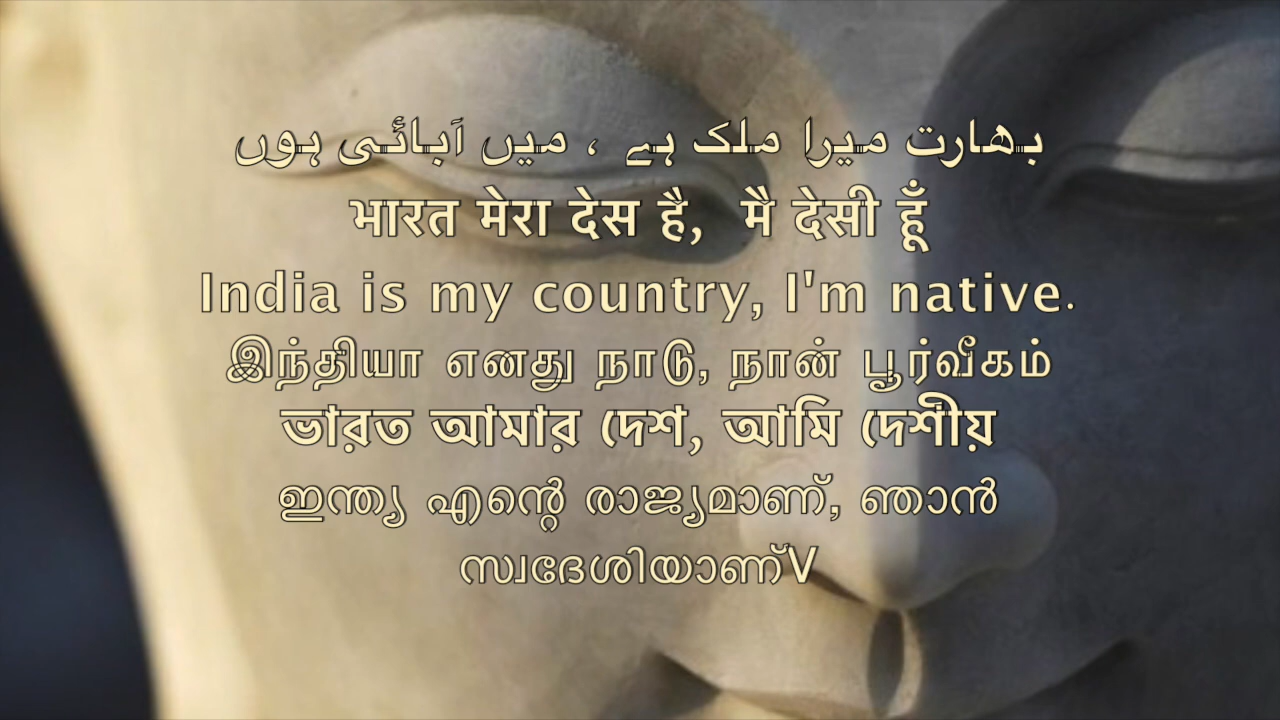 بھارت میرا ملک ہے ، میں آبائی ہوں
भारत मेरा देस है, मै देसी हूँ
India is my country, I'm native.
இந்தியா எனது நாடு, நான் பூர்வீகம்
ভারত আমার দেশ, আমি দেশীয়
ഇന്ത്യ എന്റെ രാജ്യമാണ്, ഞാൻ
സ്വദേശിയാണ്V